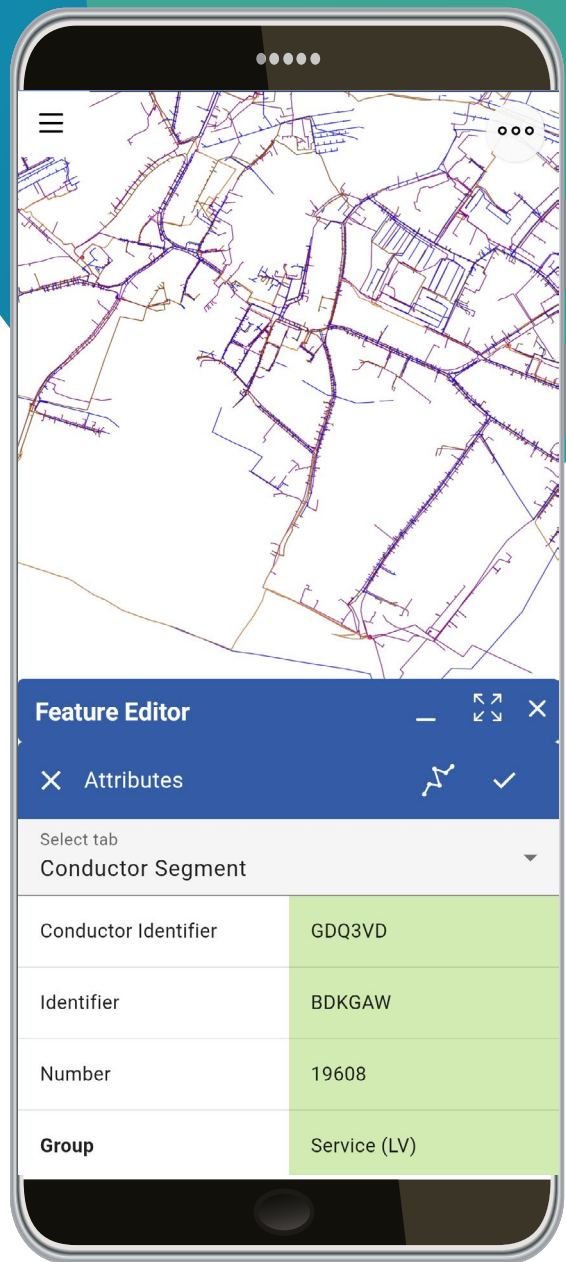 Feature Editor
Attributes
Select tab
Conductor Segment
Conductor Identifier GDQ3VD
Identifier BDKGAW
Number 19608
Group Service (LV)